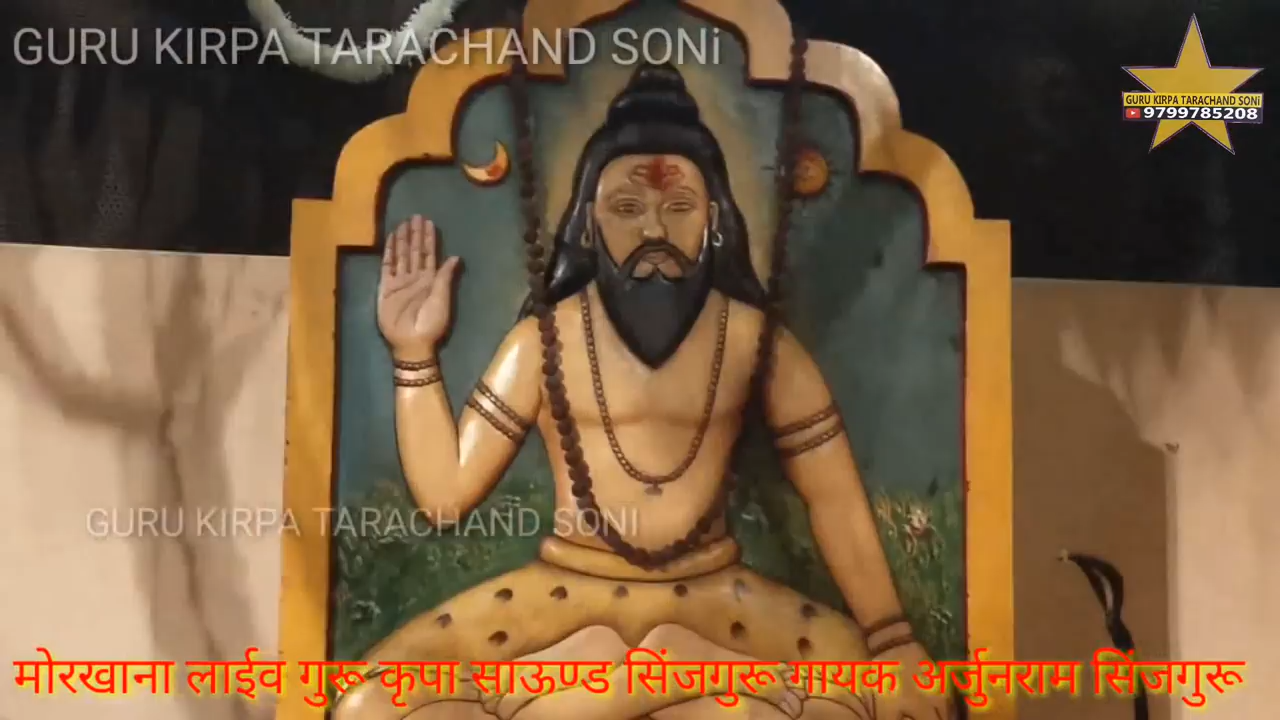 GURU KIRPA TARACHAND SONi
GURU KIRPA TARACHAND SONi
9799785208
GURU KIRPA TARACHAND SONI
मोरखाना लाईव गुरू कृपा साऊण्ड सिंजगुरू गायक अर्जुनराम सिंजगुरू